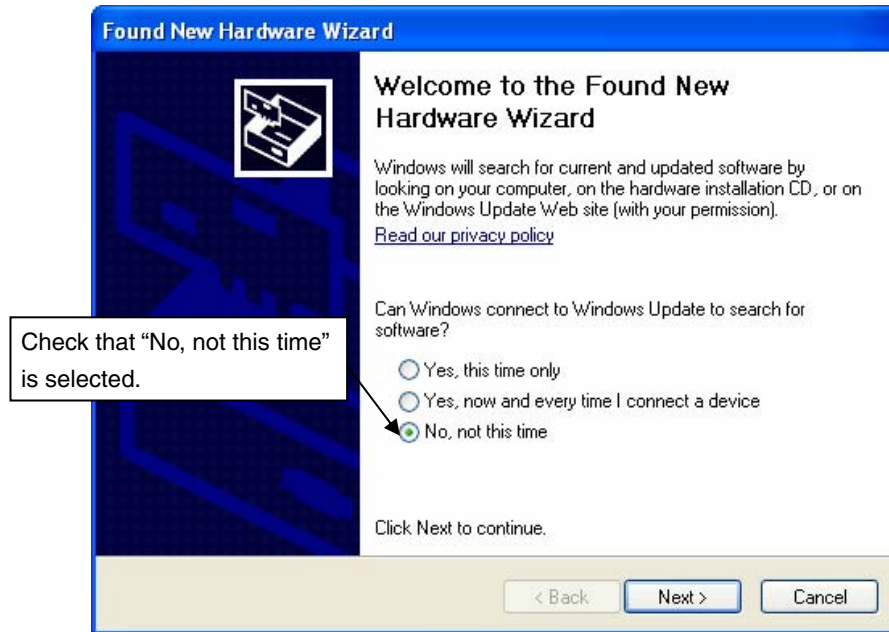 Found New Hardware Wizard
Welcome to the Found New
Hardware Wizard
Windows will search for current and updated software by
looking on your computer, on the hardware installation CD, or on
the Windows Update Web site (with your permission).
Read our privacy policy
Can Windows connect to Windows Update to search for
software?
Yes, this time only
Yes, now and every time I connect a device
No, not this time
Check that “No, not this time”
is selected.
Click Next to continue.
< Back
Next >
Cancel